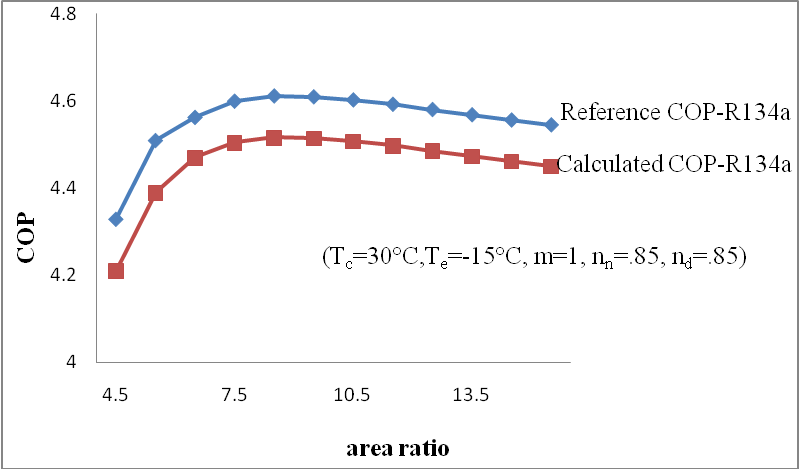 4.8
4.6
Reference COP-R134a
Calculated COP-R134a
4.4
COP
(Tc=30°C,Te=-15°C, m=1, nn=.85, nd=.85)
4.2
4
4.5 7.5 10.5 13.5
area ratio